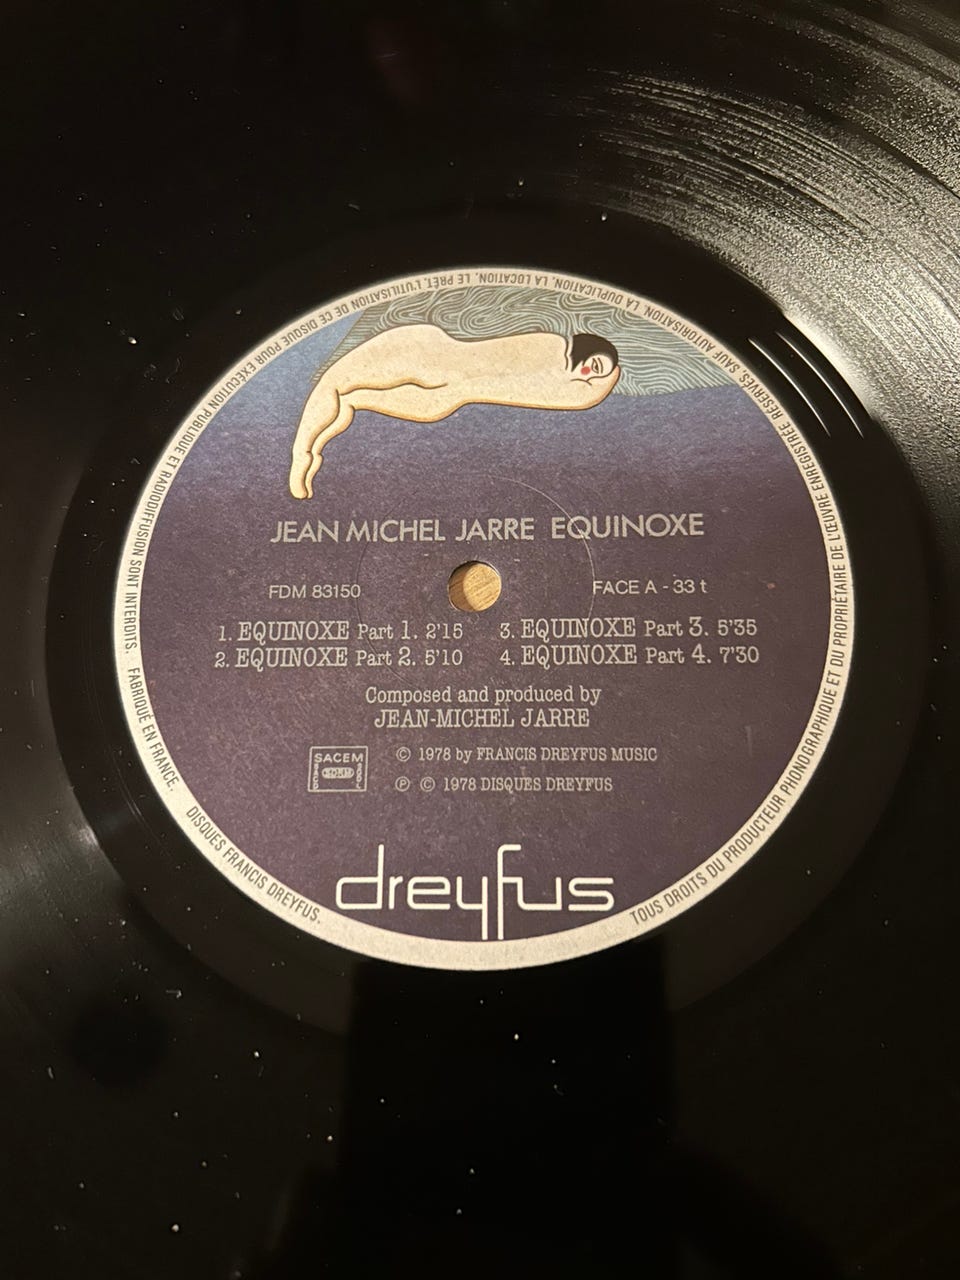 JEAN MICHEL JARRE EQUINOXE
FDM 83150
FACE A - 33 t
1. EQUINOXE Part 1. 2'15
2. EQUINOXE Part 2. 5'10
3. EQUINOXE Part 3. 5'35
4. EQUINOXE Part 4. 7'30
Composed and produced by
JEAN-MICHEL JARRE
SACEM
© 1978 by FRANCIS DREYFUS MUSIC
℗ © 1978 DISQUES DREYFUS
dreyfus
DISQUES FRANCIS DREYFUS.
TOUS DROITS DU PRODUCTEUR PHONOGRAPHIQUE ET DU PROPRIÉTAIRE DE L'ŒUVRE ENREGISTRÉE RÉSERVÉS SAUF AUTORISATION, LA DUPLICATION, LA LOCATION, LE PRÊT, L'UTILISATION DE CE DISQUE POUR EXÉCUTION PUBLIQUE ET RADIODIFFUSION SONT INTERDITS. FABRIQUÉ EN FRANCE.